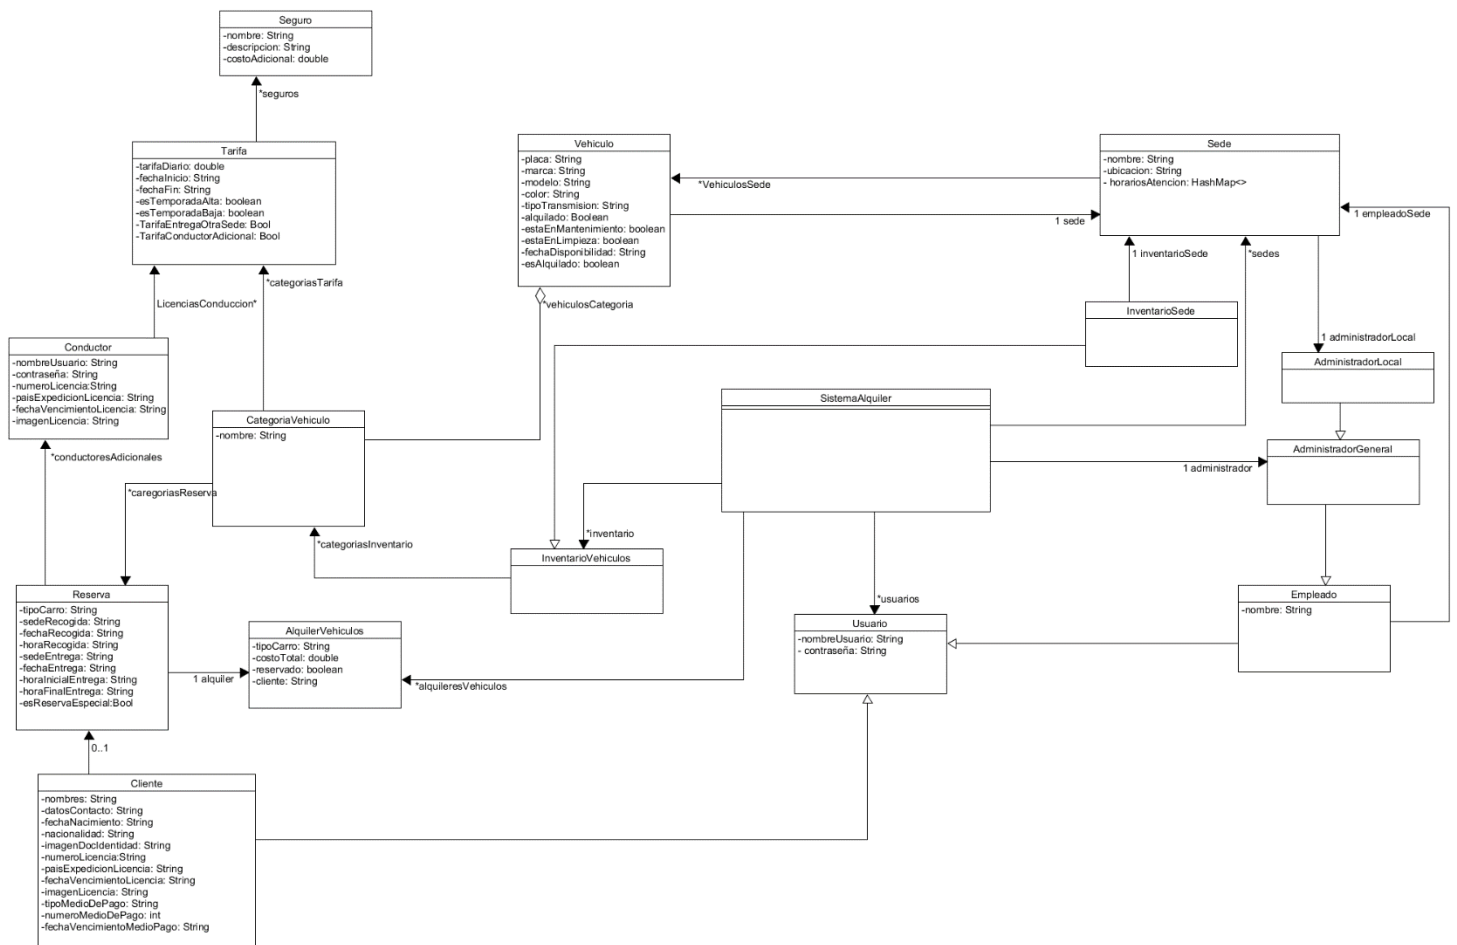 Seguro
-nombre: String
-descripcion: String
-costoAdicional: double
*seguros
Tarifa
-tarifaDiario: double
-fechaInicio: String
-fechaFin: String
-esTemporadaAlta: boolean
-esTemporadaBaja: boolean
-TarifaEntregaOtraSede: Bool
-TarifaConductorAdicional: Bool
Vehiculo
-placa: String
-marca: String
-modelo: String
-color: String
-tipoTransmision: String
-alquilado: Boolean
-estaEnMantenimiento: boolean
-estaEnLimpieza: boolean
-fechaDisponibilidad: String
-esAlquilado: boolean
*VehiculosSede
1 sede
Sede
-nombre: String
-ubicacion: String
- horariosAtencion: HashMap<>
1 empleadoSede
1 inventarioSede
*sedes
LicenciasConduccion*
*categoriasTarifa
*vehiculosCategoria
InventarioSede
1 administradorLocal
AdministradorLocal
Conductor
-nombreUsuario: String
-contraseña: String
-numeroLicencia:String
-paisExpedicionLicencia: String
-fechaVencimientoLicencia: String
-imagenLicencia: String
*conductoresAdicionales
CategoriaVehiculo
-nombre: String
*caregoriasReserva
SistemaAlquiler
1 administrador
AdministradorGeneral
*categoriasInventario
*inventario
InventarioVehiculos
*usuarios
Usuario
-nombreUsuario: String
- contraseña: String
Empleado
-nombre: String
Reserva
-tipoCarro: String
-sedeRecogida: String
-fechaRecogida: String
-horaRecogida: String
-sedeEntrega: String
-fechaEntrega: String
-horaInicialEntrega: String
-horaFinalEntrega: String
-esReservaEspecial:Bool
1 alquiler
AlquilerVehiculos
-tipoCarro: String
-costoTotal: double
-reservado: boolean
-cliente: String
*alquileresVehiculos
0..1
Cliente
-nombres: String
-datosContacto: String
-fechaNacimiento: String
-nacionalidad: String
-imagenDocIdentidad: String
-numeroLicencia:String
-paisExpedicionLicencia: String
-fechaVencimientoLicencia: String
-imagenLicencia: String
-tipoMedioDePago: String
-numeroMedioDePago: int
-fechaVencimientoMedioPago: String